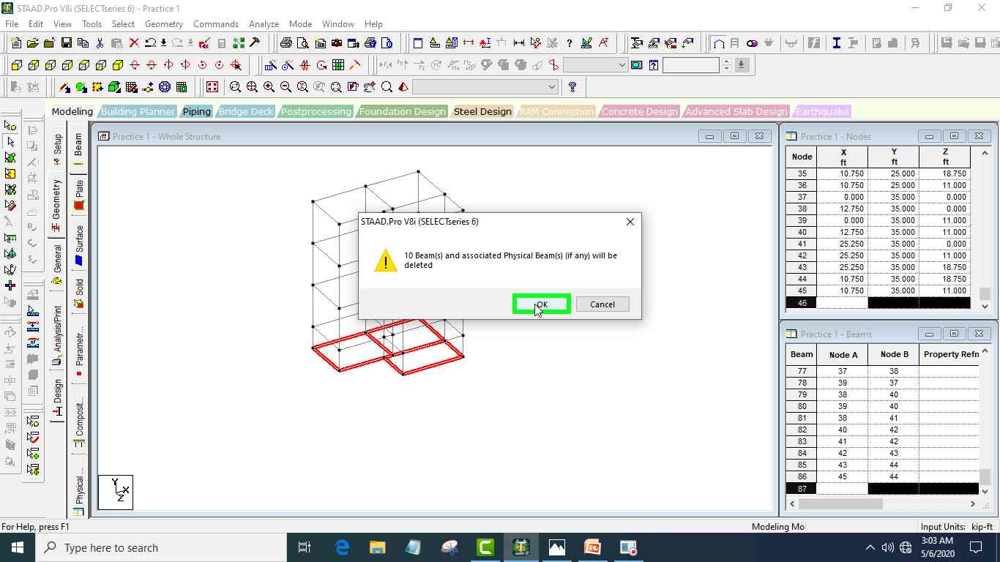 STAAD.Pro V8i (SELECTseries 6) - Practice 1
File Edit View Tools Select Geometry Commands Analyze Mode Window Help
Modeling Building Planner Piping Bridge Deck Postprocessing Foundation Design Steel Design RAM Connection Concrete Design Advanced Slab Design Earthquake
Setup
Geometry
General
Analysis/Print
Design
Beam
Plate
Surface
Solid
Parametr...
Composit...
Physical ...
Practice 1 - Whole Structure
STAAD.Pro V8i (SELECTseries 6)
10 Beam(s) and associated Physical Beam(s) (if any) will be
deleted
OK Cancel
Y
X
Z
Practice 1 - Nodes
Node X ft Y ft Z ft
35 10.750 25.000 18.750
36 10.750 25.000 11.000
37 0.000 35.000 0.000
38 12.750 35.000 0.000
39 0.000 35.000 11.000
40 12.750 35.000 11.000
41 25.250 35.000 0.000
42 25.250 35.000 11.000
43 25.250 35.000 18.750
44 10.750 35.000 18.750
45 10.750 35.000 11.000
46
Practice 1 - Beams
Beam Node A Node B Property Refn
77 37 38
78 39 37
79 38 40
80 39 40
81 38 41
82 40 42
83 41 42
84 42 43
85 43 44
86 45 44
87
For Help, press F1 Modeling Mo Input Units: kip-ft
Type here to search
3:03 AM
5/6/2020